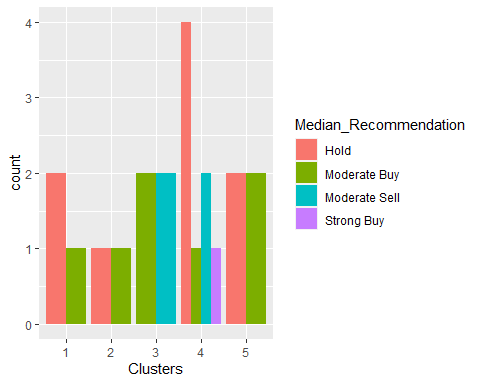 4
3
2
1
0
count
1 2 3 4 5
Clusters
Median_Recommendation
Hold
Moderate Buy
Moderate Sell
Strong Buy